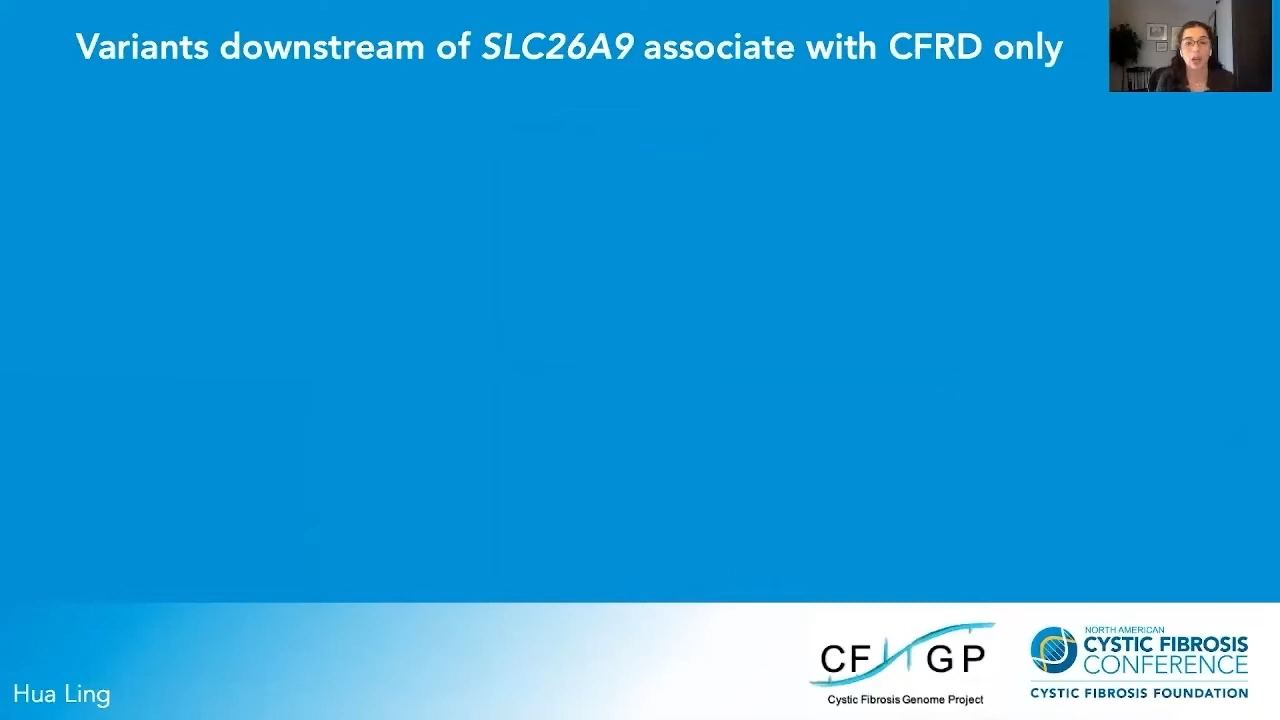 Variants downstream of SLC26A9 associate with CFRD only
CF GP
Cystic Fibrosis Genome Project
NORTH AMERICAN
CYSTIC FIBROSIS
CONFERENCE
CYSTIC FIBROSIS FOUNDATION
Hua Ling